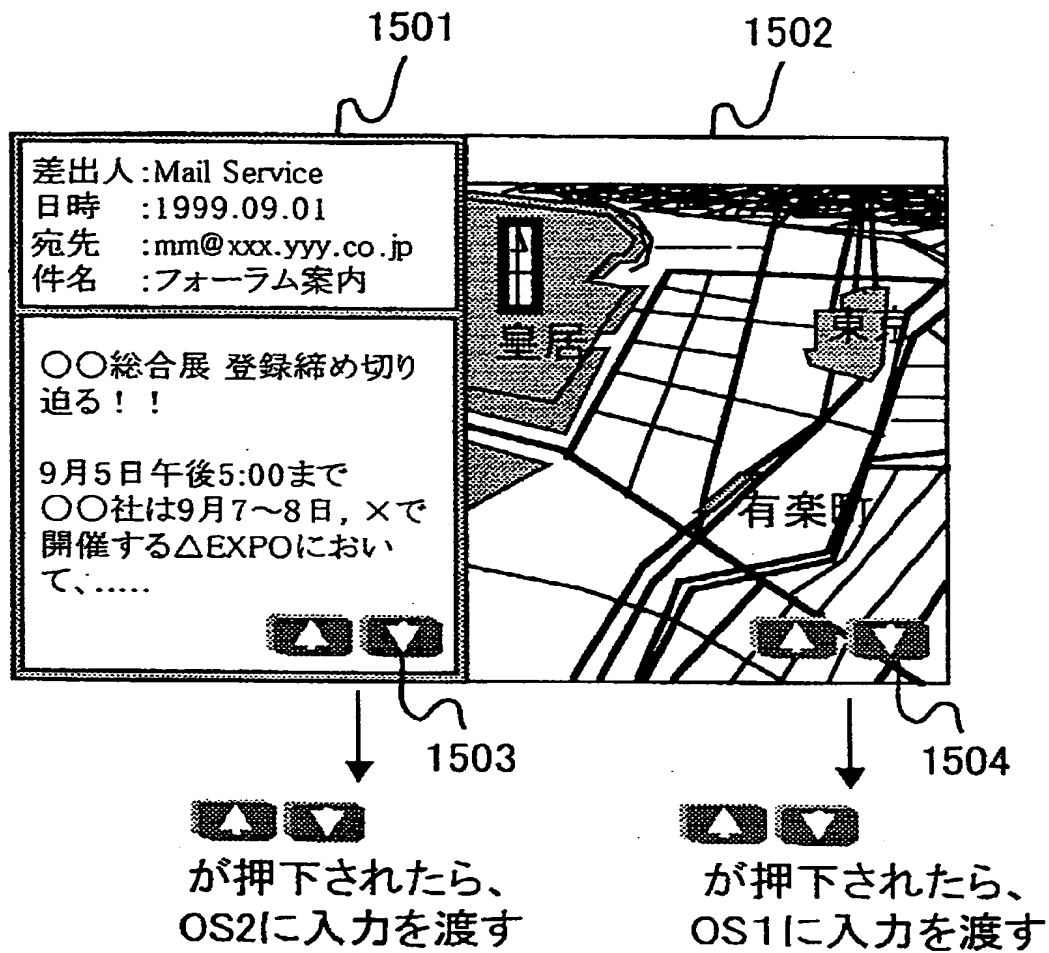 1501
1502
差出人:Mail Service
日時 :1999.09.01
宛先 :mm@xxx.yyy.co.jp
件名 :フォーラム案内
〇〇総合展 登録締め切り
迫る！！
9月5日午後5:00まで
〇〇社は9月7～8日, ×で
開催する△EXPOにおい
て、.....
皇居
東京
有楽町
1503
1504
が押下されたら、
OS2に入力を渡す
が押下されたら、
OS1に入力を渡す